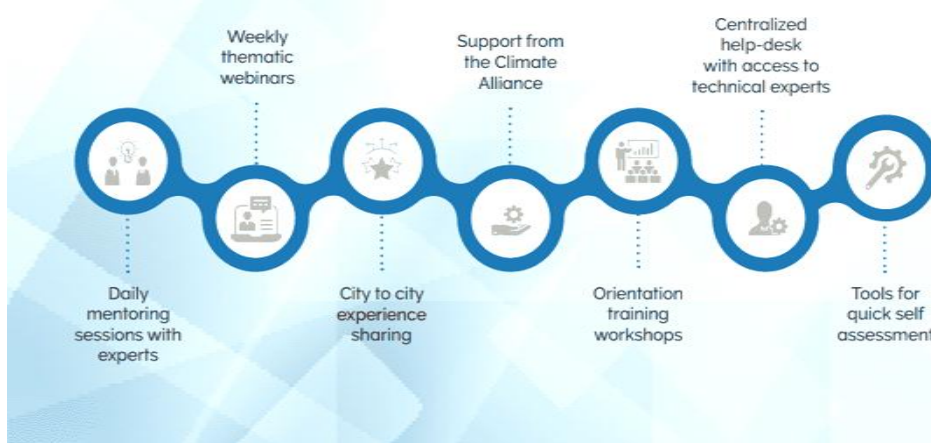 Weekly
thematic
webinars
Support from
the Climate
Alliance
Centralized
help-desk
with access to
technical experts
Daily
mentoring
sessions with
experts
City to city
experience
sharing
Orientation
training
workshops
Tools for
quick self
assessment